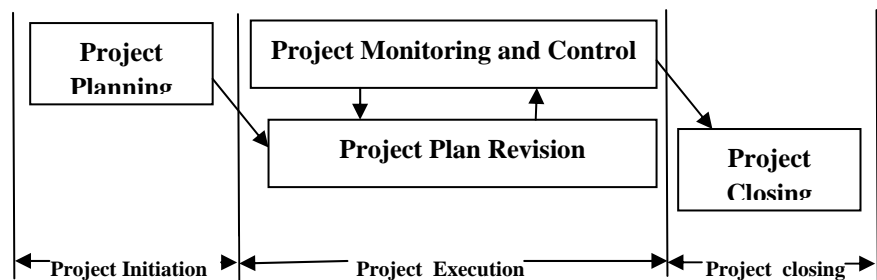 Project
Planning
Project Monitoring and Control
Project Plan Revision
Project
Closing
Project Initiation
Project Execution
Project closing